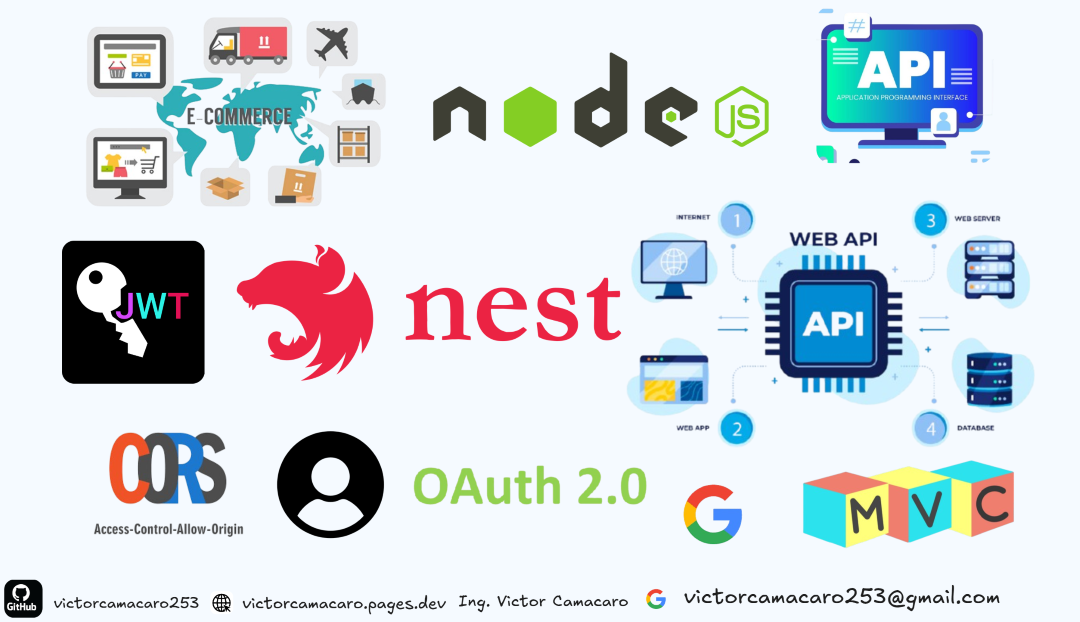 PAY
E-COMMERCE
node
JS
#
API
APPLICATION PROGRAMMING INTERFACE
JWT
nest
INTERNET
1
WEB API
3
WEB SERVER
API
WEB APP
2
4
DATABASE
CORS
Access-Control-Allow-Origin
OAuth 2.0
G
M V C
GitHub
victorcamacaro253
victorcamacaro.pages.dev
Ing. Victor Camacaro
G
victorcamacaro253@gmail.com